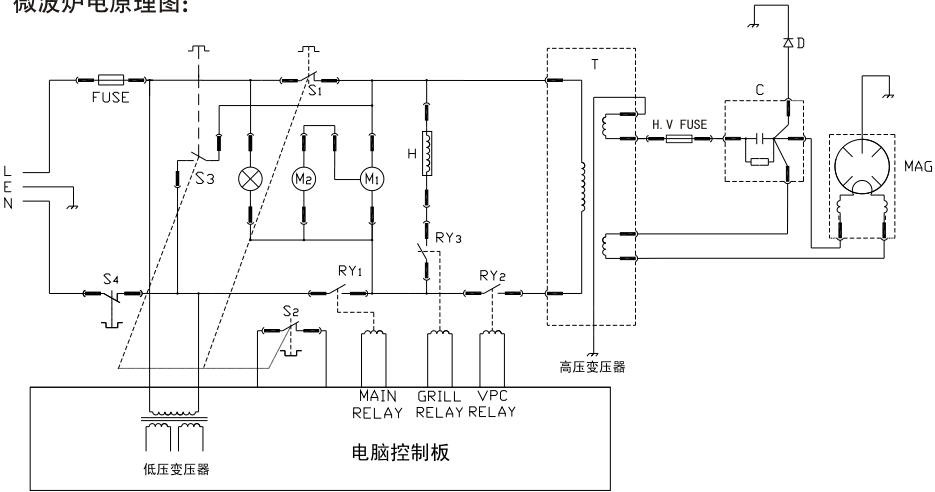 微波炉电原理图:
T
D
C
S1
FUSE
H.V FUSE
L
E
N
S3
M2
M1
H
MAG
RY3
S4
RY1
RY2
S2
高压变压器
MAIN RELAY
GRILL RELAY
VPC RELAY
电脑控制板
低压变压器